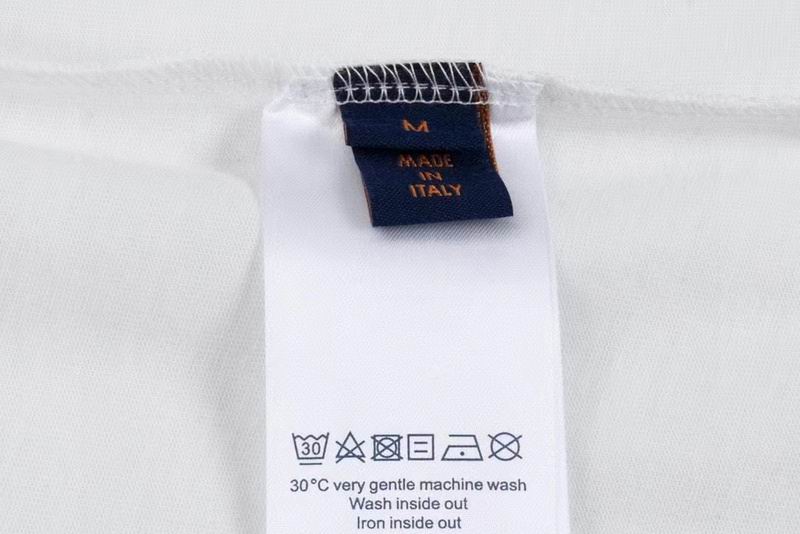 M
MADE
IN
ITALY
30
30°C very gentle machine wash
Wash inside out
Iron inside out